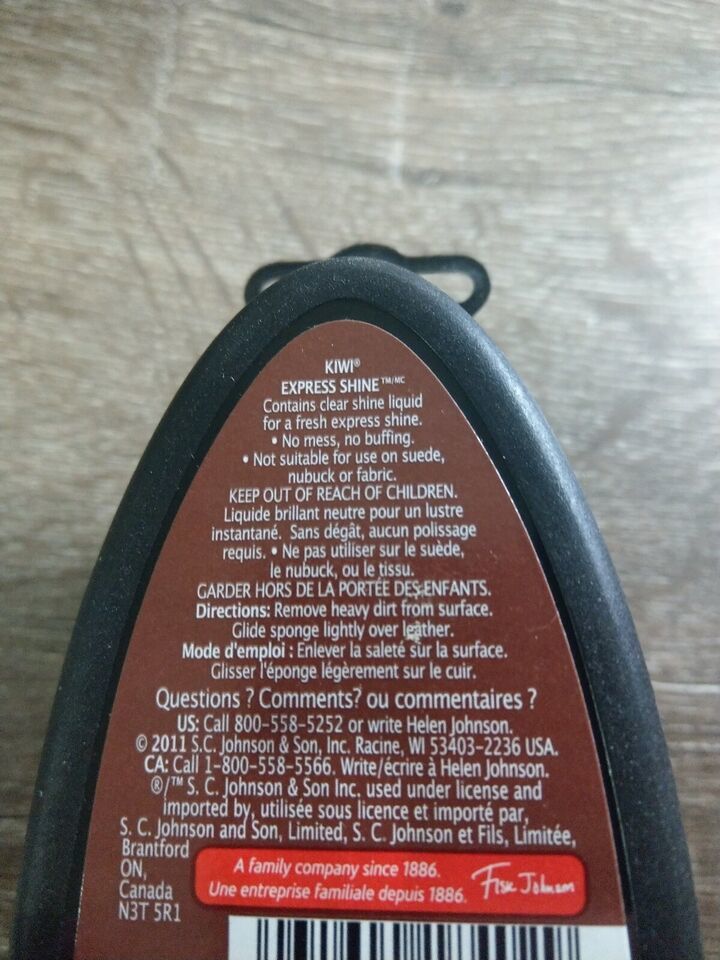 KIWI®
EXPRESS SHINE™/MC
Contains clear shine liquid
for a fresh express shine.
• No mess, no buffing.
• Not suitable for use on suede,
nubuck or fabric.
KEEP OUT OF REACH OF CHILDREN.
Liquide brillant neutre pour un lustre
instantané. Sans dégât, aucun polissage
requis. • Ne pas utiliser sur le suède,
le nubuck, ou le tissu.
GARDER HORS DE LA PORTÉE DES ENFANTS.
Directions: Remove heavy dirt from surface.
Glide sponge lightly over leather.
Mode d'emploi : Enlever la saleté sur la surface.
Glisser l'éponge légèrement sur le cuir.
Questions ? Comments? ou commentaires ?
US: Call 800-558-5252 or write Helen Johnson.
© 2011 S.C. Johnson & Son, Inc. Racine, WI 53403-2236 USA.
CA: Call 1-800-558-5566. Write/écrire à Helen Johnson.
®/™ S. C. Johnson & Son Inc. used under license and
imported by, utilisée sous licence et importé par,
S. C. Johnson and Son, Limited, S. C. Johnson et Fils, Limitée,
Brantford
ON,
Canada
N3T 5R1
A family company since 1886.
Une entreprise familiale depuis 1886.
Fisk Johnson